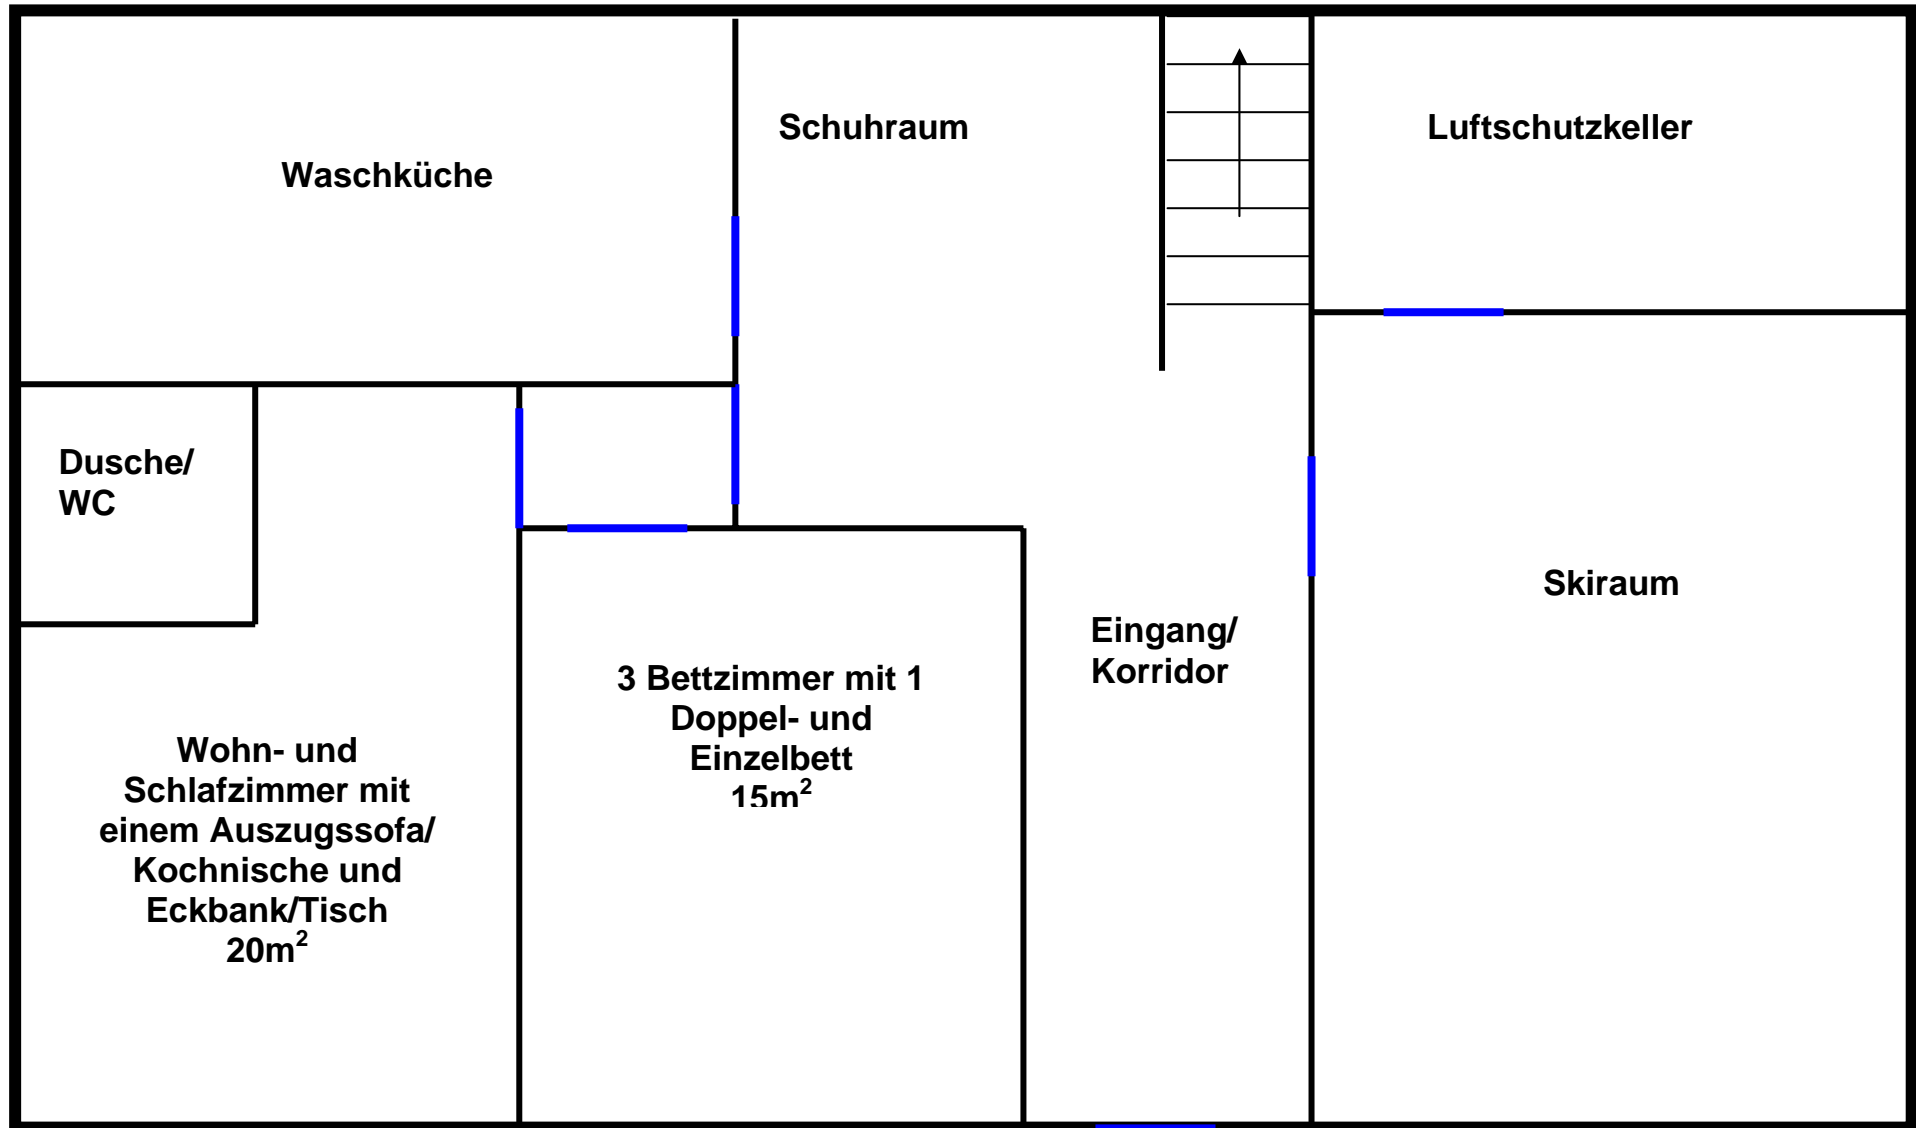 Waschküche
Schuhraum
Luftschutzkeller
Dusche/
WC
Skiraum
Eingang/
Korridor
3 Bettzimmer mit 1
Doppel- und
Einzelbett
15m²
Wohn- und
Schlafzimmer mit
einem Auszugssofa/
Kochnische und
Eckbank/Tisch
20m²